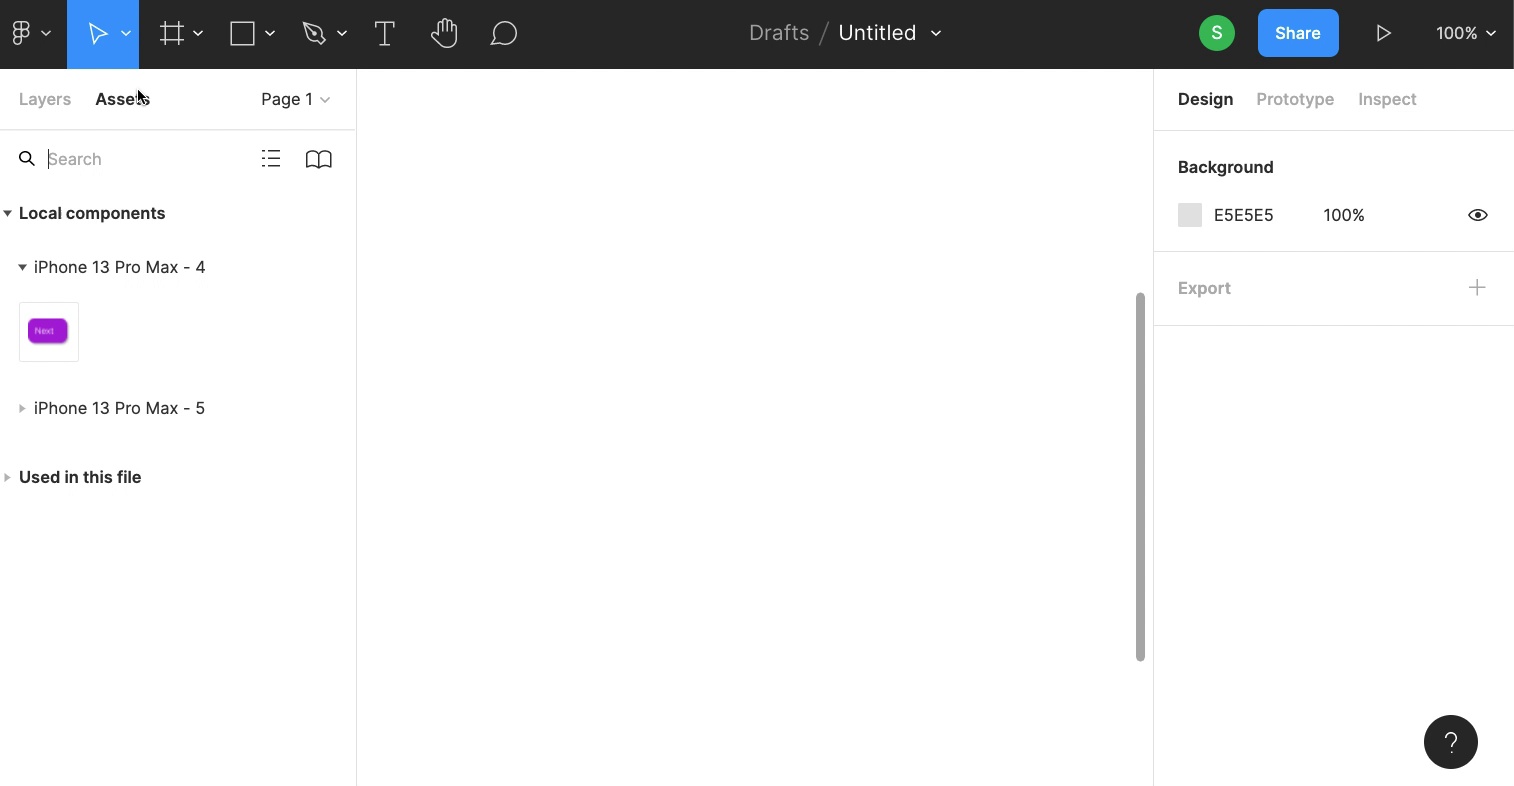 Drafts / Untitled
S
Share
100%
Layers
Assets
Page 1
Design
Prototype
Inspect
Search
Background
E5E5E5
100%
Local components
iPhone 13 Pro Max - 4
Next
Export
iPhone 13 Pro Max - 5
Used in this file
?